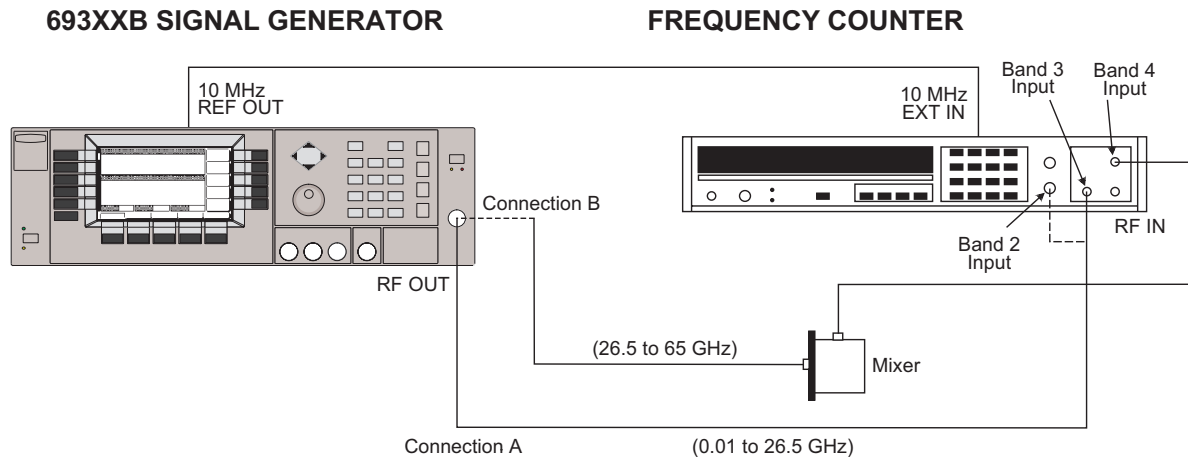 693XXB SIGNAL GENERATOR
FREQUENCY COUNTER
10 MHz
REF OUT
10 MHz
EXT IN
Band 3
Input
Band 4
Input
Connection B
Band 2
Input
RF IN
RF OUT
(26.5 to 65 GHz)
Mixer
Connection A
(0.01 to 26.5 GHz)